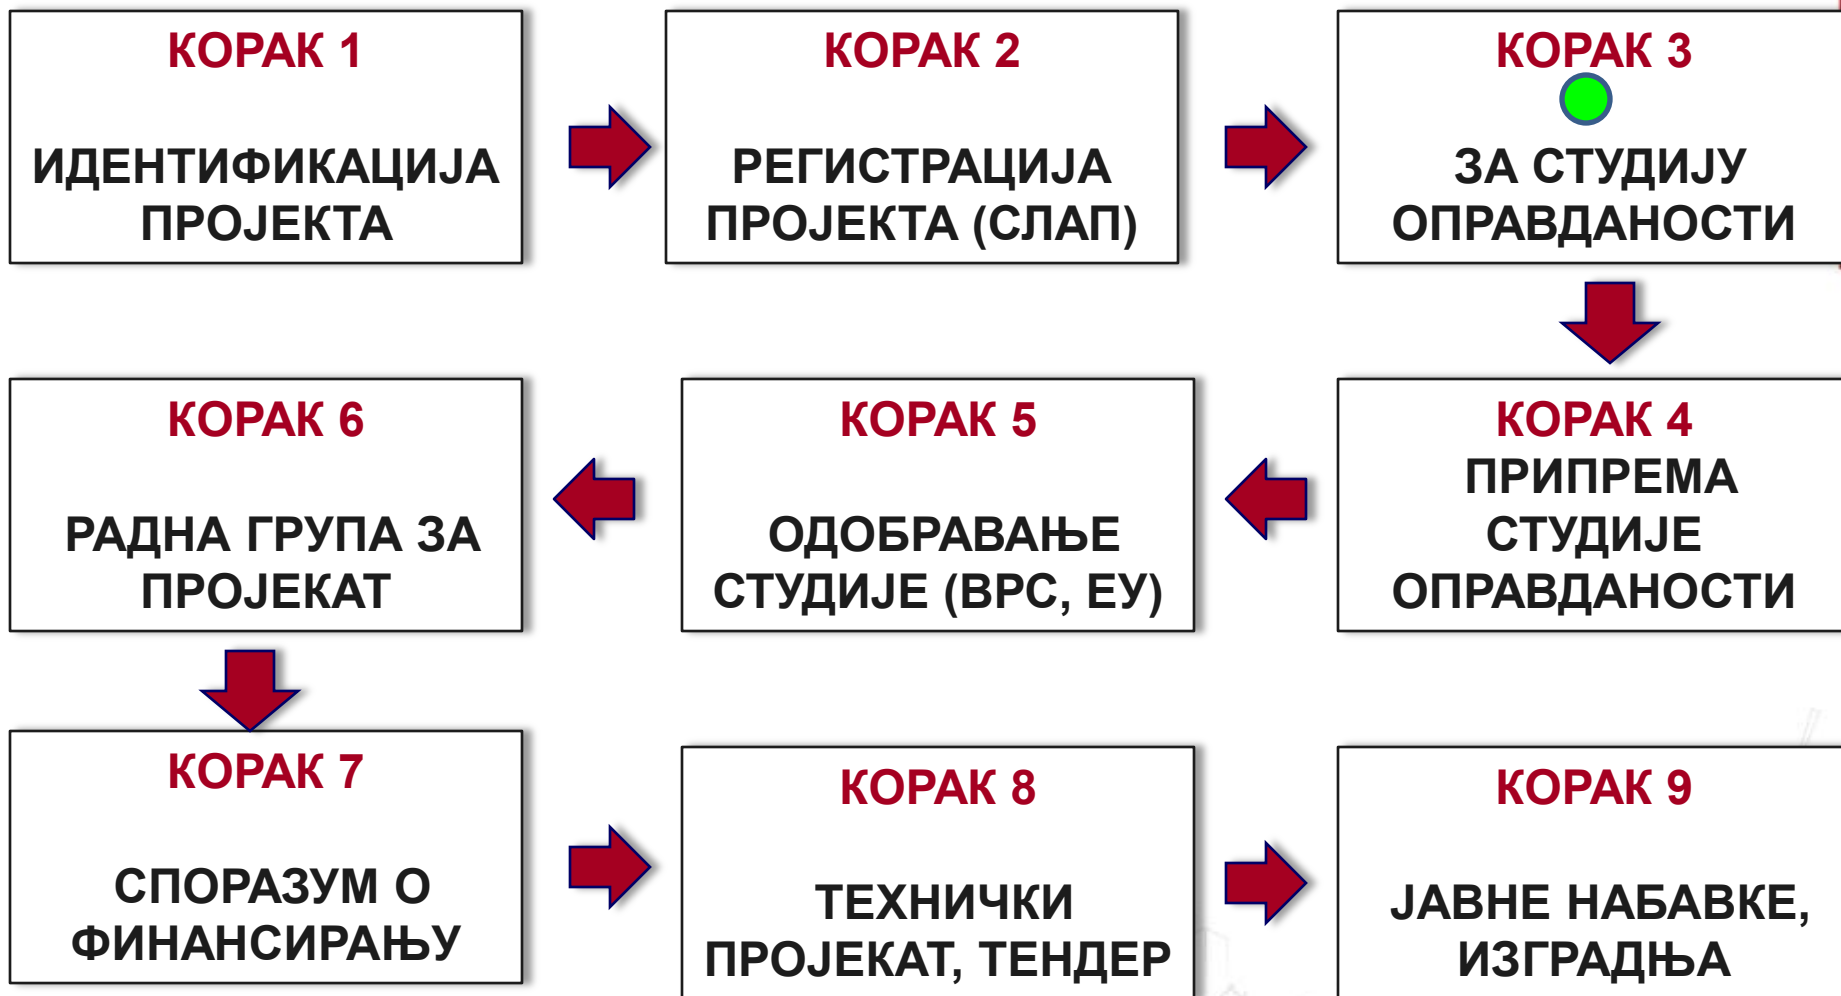 КОРАК 1
ИДЕНТИФИКАЦИЈА
ПРОЈЕКТА
КОРАК 2
РЕГИСТРАЦИЈА
ПРОЈЕКТА (СЛАП)
КОРАК 3
ЗА СТУДИЈУ
ОПРАВДАНОСТИ
КОРАК 4
ПРИПРЕМА
СТУДИЈЕ
ОПРАВДАНОСТИ
КОРАК 5
ОДОБРАВАЊЕ
СТУДИЈЕ (ВРС, ЕУ)
КОРАК 6
РАДНА ГРУПА ЗА
ПРОЈЕКАТ
КОРАК 7
СПОРАЗУМ О
ФИНАНСИРАЊУ
КОРАК 8
ТЕХНИЧКИ
ПРОЈЕКАТ, ТЕНДЕР
КОРАК 9
ЈАВНЕ НАБАВКЕ,
ИЗГРАДЊА